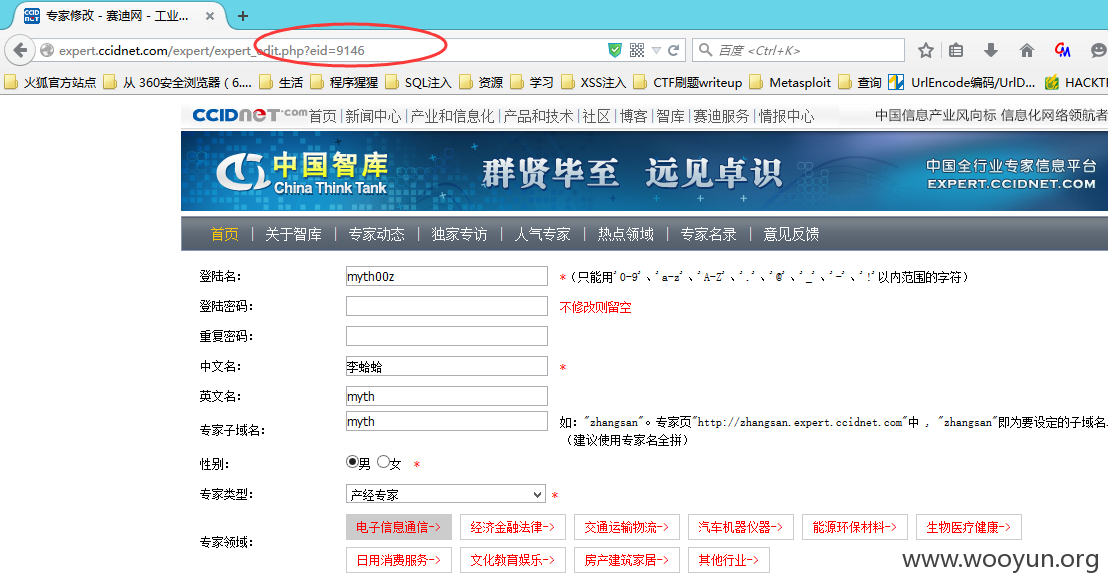 专家修改 - 赛迪网 - 工业...
expert.ccidnet.com/expert/expert_edit.php?eid=9146
百度 <Ctrl+K>
火狐官方站点 从 360安全浏览器 (6.... 生活 程序猩猩 SQL注入 资源 学习 XSS注入 CTF刷题writeup Metasploit 查询 UrlEncode编码/UrlD... HACKT
CCIDNET.com 首页 | 新闻中心 | 产业和信息化 | 产品和技术 | 社区 | 博客 | 智库 | 赛迪服务 | 情报中心 中国信息产业风向标 信息化网络领航者
中国智库
China Think Tank
群贤毕至 远见卓识
中国全行业专家信息平台
EXPERT.CCIDNET.COM
首页 | 关于智库 | 专家动态 | 独家专访 | 人气专家 | 热点领域 | 专家名录 | 意见反馈
登陆名: myth00z *(只能用'0-9'、'a-z'、'A-Z'、'.'、'@'、'_'、'-'、'!'以内范围的字符)
登陆密码: 不修改则留空
重复密码:
中文名: 李蛤蛤 *
英文名: myth
专家子域名: myth 如: "zhangsan"。专家页"http://zhangsan.expert.ccidnet.com"中 , "zhangsan"即为要设定的子域名.
(建议使用专家名全拼)
性别: 男 女 *
专家类型: 产经专家 *
专家领域: 电子信息通信-> 经济金融法律-> 交通运输物流-> 汽车机器仪器-> 能源环保材料-> 生物医疗健康->
日用消费服务-> 文化教育娱乐-> 房产建筑家居-> 其他行业->
www.wooyun.org